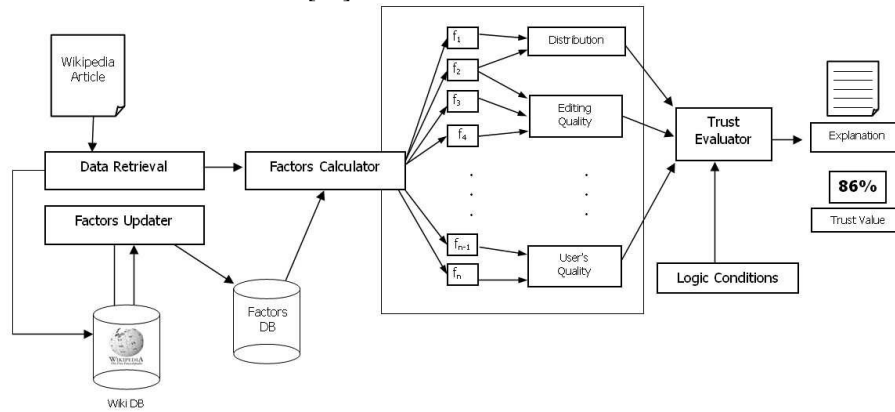 Wikipedia
Article
Data Retrieval
Factors Updater
WIKIPEDIA
Wiki DB
Factors
DB
Factors Calculator
f1
f2
f3
f4
fn-1
fn
Distribution
Editing
Quality
User's
Quality
Trust
Evaluator
Logic Conditions
Explanation
86%
Trust Value